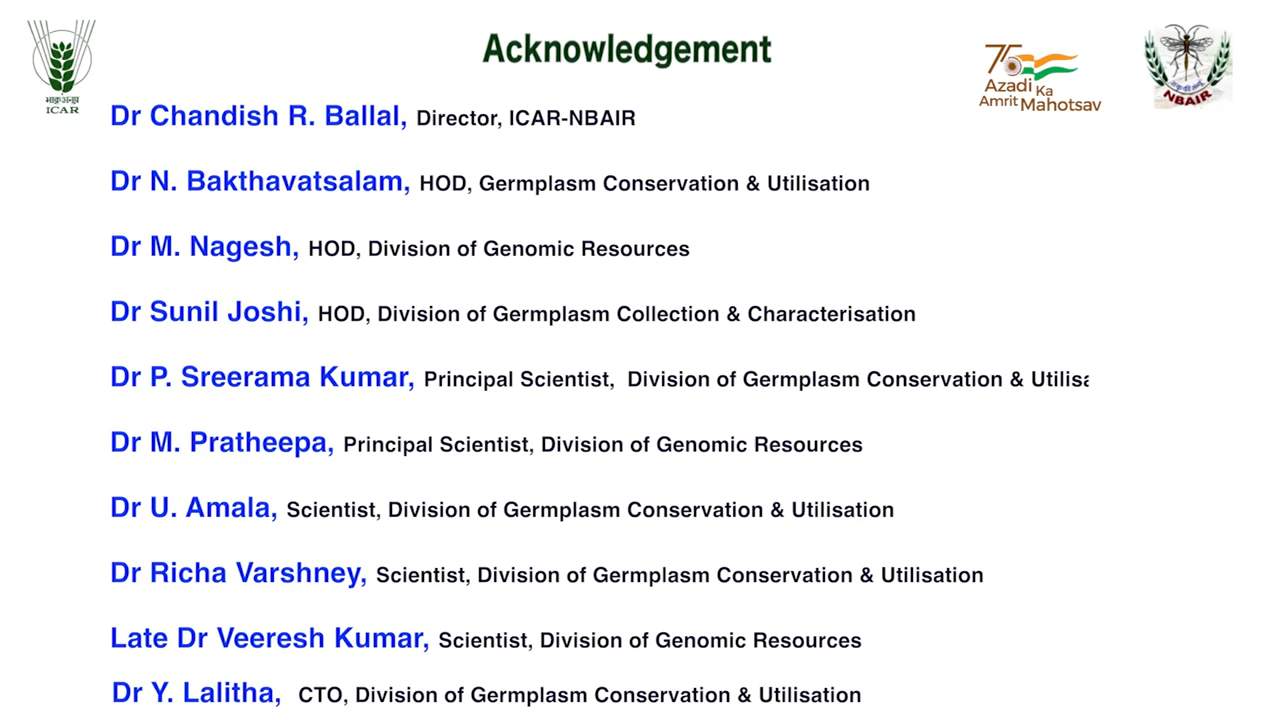 Acknowledgement
भाकृअनुप
ICAR
75
Azadi Ka
Amrit Mahotsav
NBAIR
Dr Chandish R. Ballal, Director, ICAR-NBAIR
Dr N. Bakthavatsalam, HOD, Germplasm Conservation & Utilisation
Dr M. Nagesh, HOD, Division of Genomic Resources
Dr Sunil Joshi, HOD, Division of Germplasm Collection & Characterisation
Dr P. Sreerama Kumar, Principal Scientist, Division of Germplasm Conservation & Utilisa
Dr M. Pratheepa, Principal Scientist, Division of Genomic Resources
Dr U. Amala, Scientist, Division of Germplasm Conservation & Utilisation
Dr Richa Varshney, Scientist, Division of Germplasm Conservation & Utilisation
Late Dr Veeresh Kumar, Scientist, Division of Genomic Resources
Dr Y. Lalitha, CTO, Division of Germplasm Conservation & Utilisation